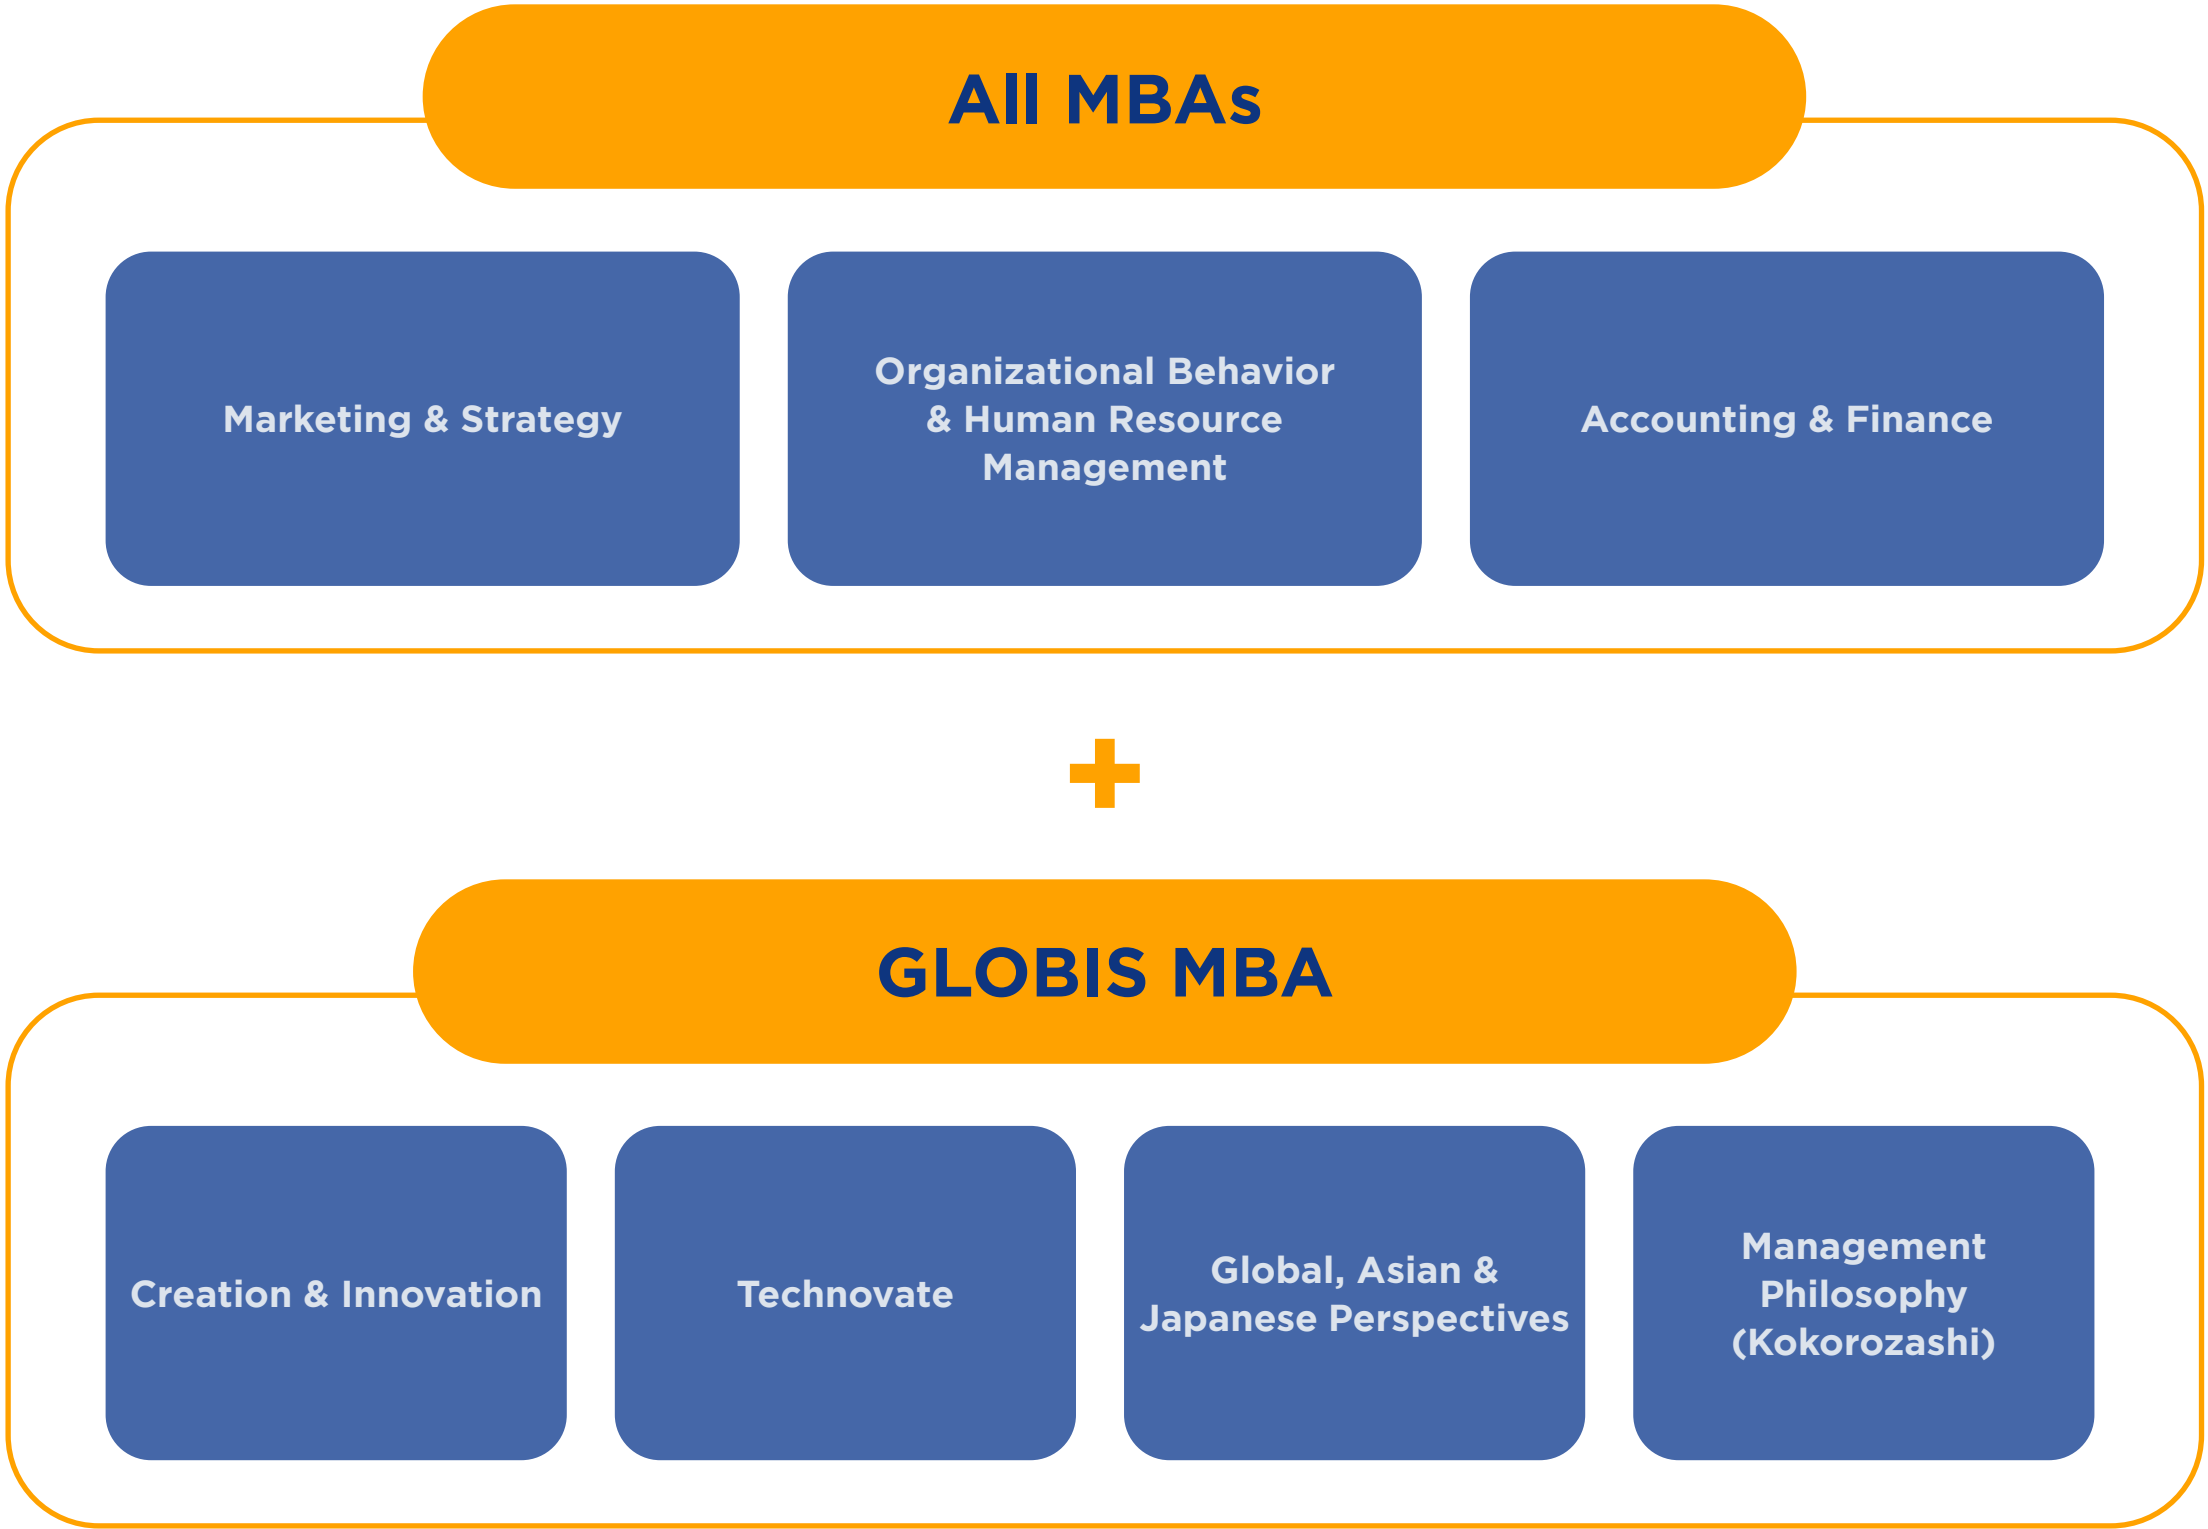 All MBAs
Marketing & Strategy
Organizational Behavior
& Human Resource
Management
Accounting & Finance
+
GLOBIS MBA
Creation & Innovation
Technovate
Global, Asian &
Japanese Perspectives
Management
Philosophy
(Kokorozashi)